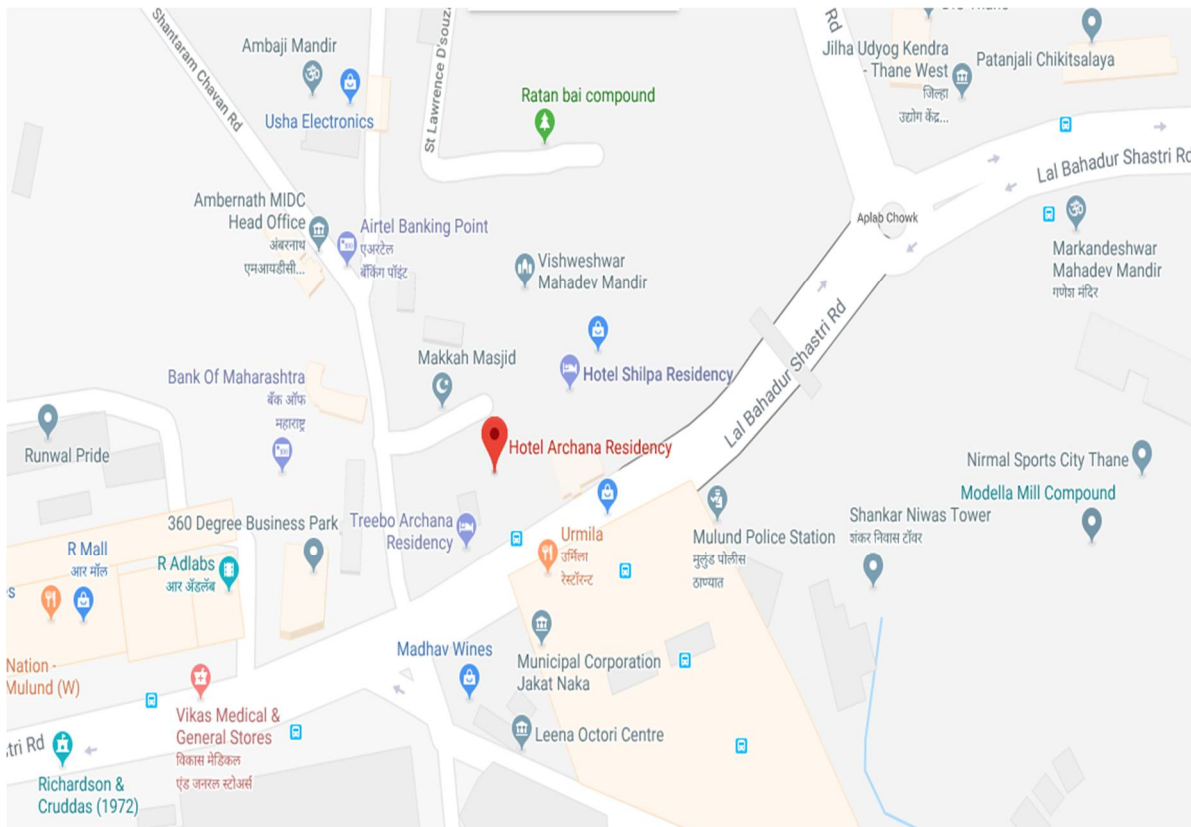 Shantaram Chavan Rd
Ambaji Mandir
Usha Electronics
St Lawrence D'souza
Ratan bai compound
Rd
Jilha Udyog Kendra
- Thane West
जिल्हा
उद्योग केंद्र...
Patanjali Chikitsalaya
Lal Bahadur Shastri Rd
Aplab Chowk
Markandeshwar
Mahadev Mandir
गणेश मंदिर
Ambernath MIDC
Head Office
अंबरनाथ
एमआयडीसी...
Airtel Banking Point
एअरटेल
बँकिंग पॉइंट
Vishweshwar
Mahadev Mandir
Hotel Shilpa Residency
Lal Bahadur Shastri Rd
Makkah Masjid
Bank Of Maharashtra
बँक ऑफ
महाराष्ट्र
Runwal Pride
Hotel Archana Residency
Nirmal Sports City Thane
Modella Mill Compound
360 Degree Business Park
Treebo Archana
Residency
Urmila
उर्मिला
रेस्टॉरन्ट
Mulund Police Station
मुलुंड पोलीस
ठाण्यात
Shankar Niwas Tower
शंकर निवास टॉवर
R Mall
आर मॉल
R Adlabs
आर अॅडलॅब
Nation -
Mulund (W)
Madhav Wines
Municipal Corporation
Jakat Naka
Leena Octori Centre
Vikas Medical &
General Stores
विकास मेडिकल
एंड जनरल स्टोअर्स
tri Rd
Richardson &
Cruddas (1972)